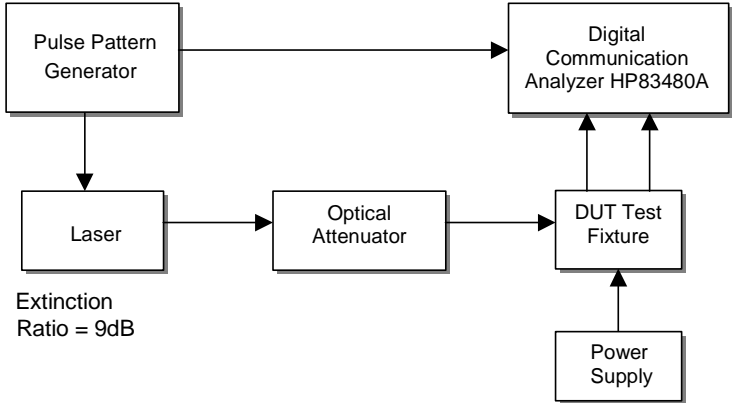 Pulse Pattern
Generator
Digital
Communication
Analyzer HP83480A
Laser
Optical
Attenuator
DUT Test
Fixture
Extinction
Ratio = 9dB
Power
Supply